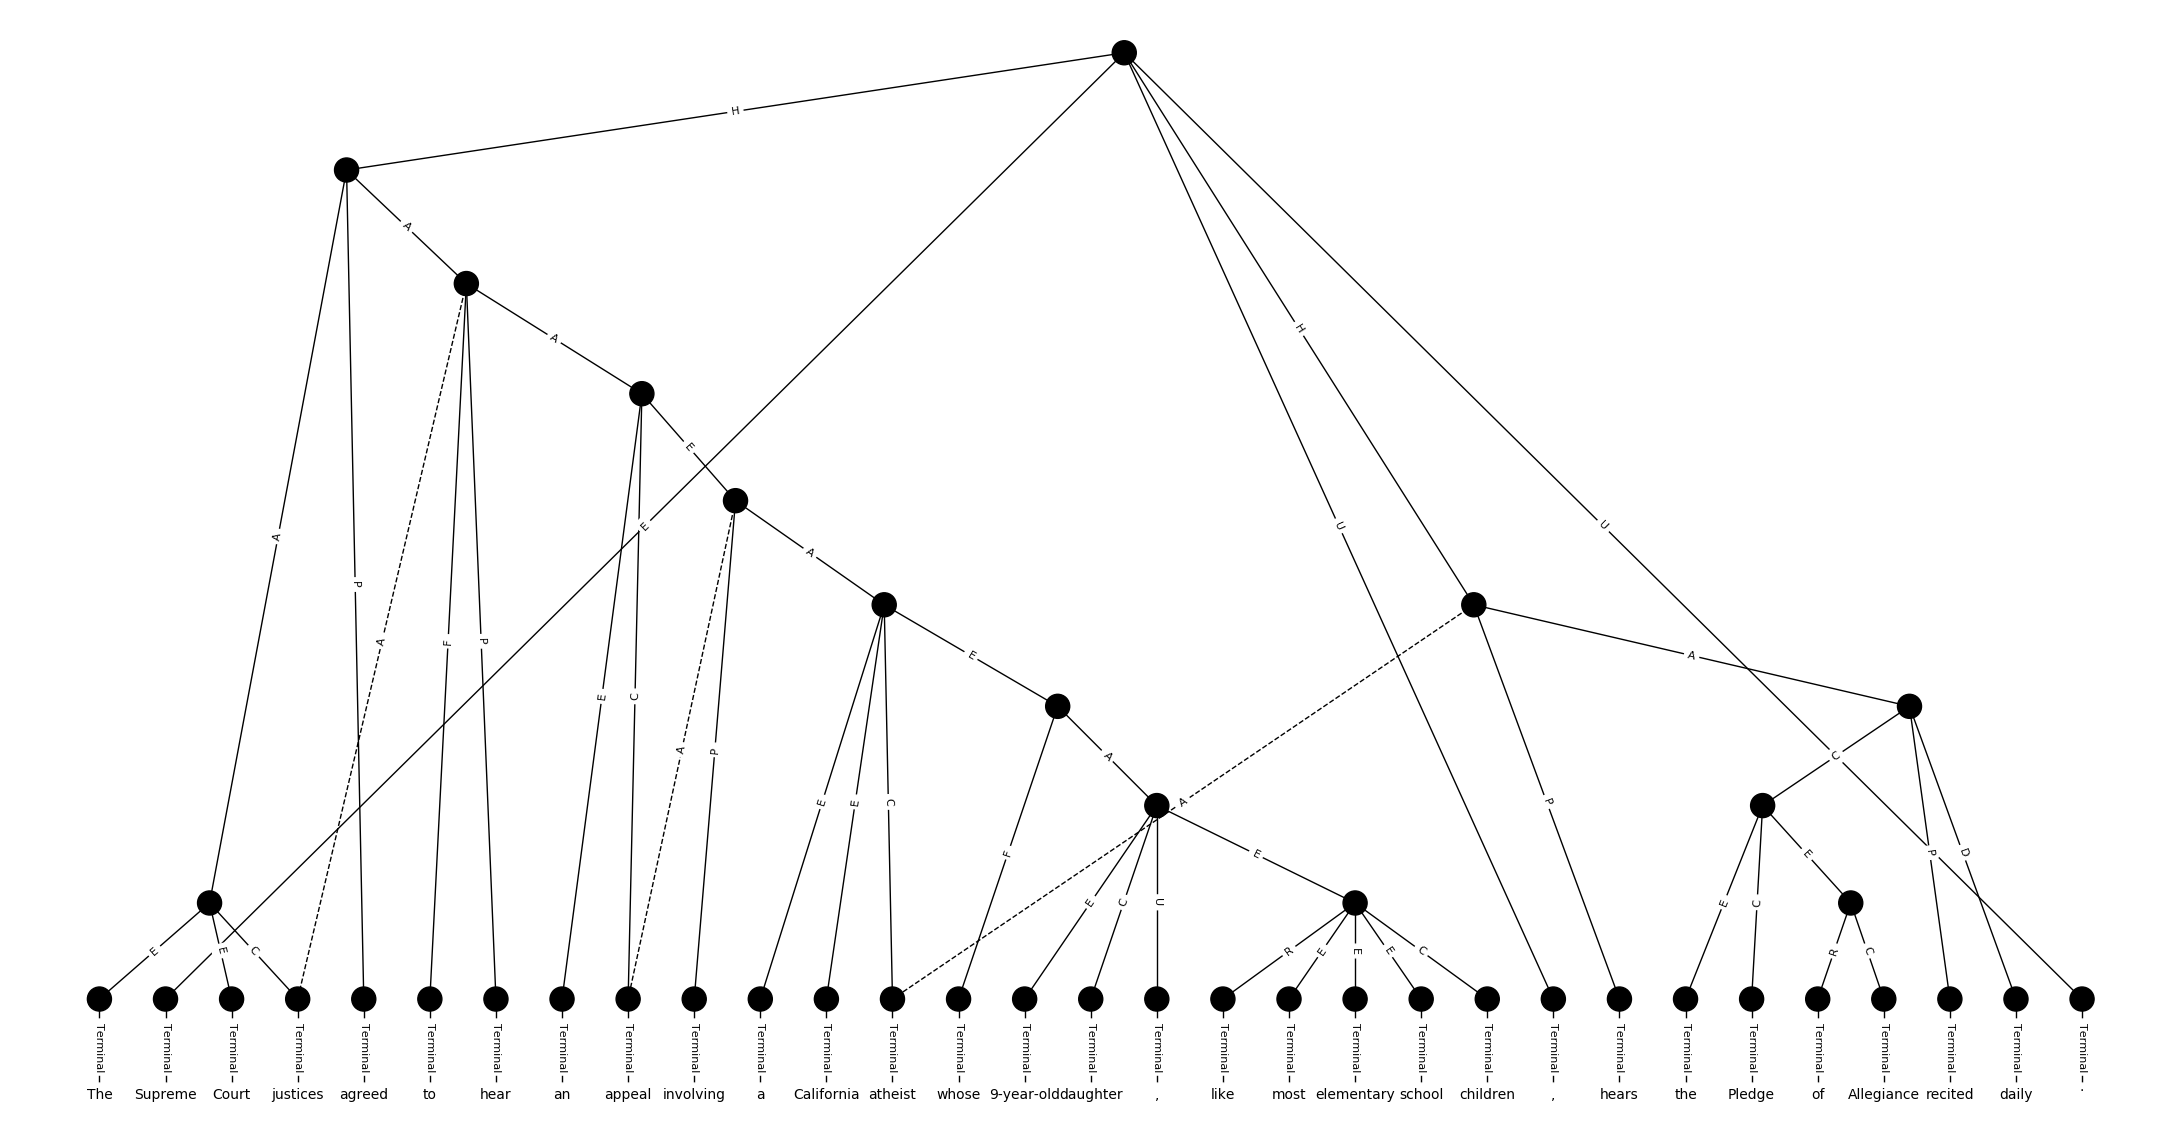 H
A
A
E
A
E
A
P
A
F
P
E
C
A
P
E
E
C
E
F
A
A
E
C
U
E
U
H
U
P
A
C
E
C
E
P
D
E
E
C
R
E
E
E
C
R
C
Terminal Terminal Terminal Terminal Terminal Terminal Terminal Terminal Terminal Terminal Terminal Terminal Terminal Terminal Terminal Terminal Terminal Terminal Terminal Terminal Terminal Terminal Terminal Terminal Terminal Terminal Terminal Terminal Terminal Terminal Terminal
The Supreme Court justices agreed to hear an appeal involving a California atheist whose 9-year-old daughter , like most elementary school children , hears the Pledge of Allegiance recited daily .